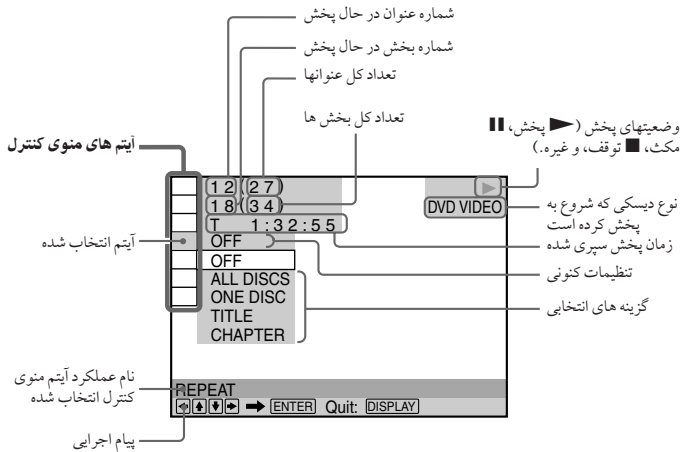 شماره عنوان در حال پخش
شماره بخش در حال پخش
تعداد کل عنوانها
تعداد کل بخش ها
وضعیتهای پخش (▶ پخش، ⏸
مکث، ■ توقف، و غیره.)
آیتم های منوی کنترل
12(27)
18(34)
T 1:32:55
OFF
OFF
ALL DISCS
ONE DISC
TITLE
CHAPTER
▶
DVD VIDEO
نوع دیسکی که شروع به
پخش کرده است
زمان پخش سپری شده
تنظیمات کنونی
گزینه های انتخابی
آیتم انتخاب شده
REPEAT
←↑↓→ ➡ ENTER Quit: DISPLAY
نام عملکرد آیتم منوی
کنترل انتخاب شده
پیام اجرایی